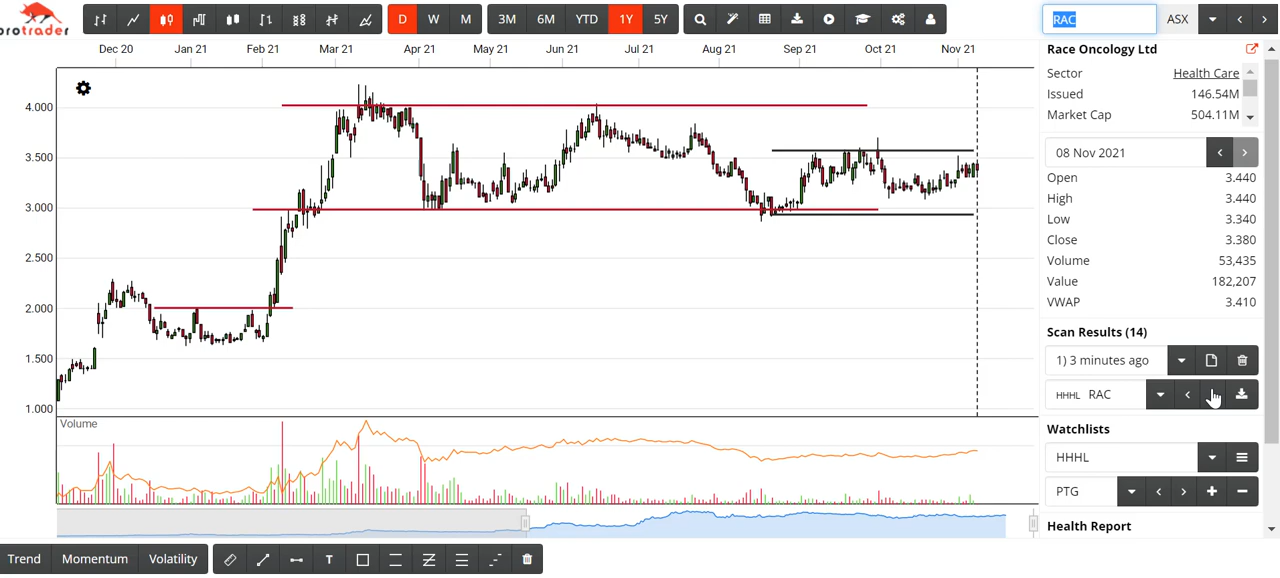 protrader
D W M
3M 6M YTD 1Y 5Y
RAC ASX
Dec 20 Jan 21 Feb 21 Mar 21 Apr 21 May 21 Jun 21 Jul 21 Aug 21 Sep 21 Oct 21 Nov 21
4.000
3.500
3.000
2.500
2.000
1.500
1.000
Volume
Race Oncology Ltd
Sector Health Care
Issued 146.54M
Market Cap 504.11M
08 Nov 2021
Open 3.440
High 3.440
Low 3.340
Close 3.380
Volume 53,435
Value 182,207
VWAP 3.410
Scan Results (14)
1) 3 minutes ago
HHHL RAC
Watchlists
HHHL
PTG
Health Report
Trend Momentum Volatility
T